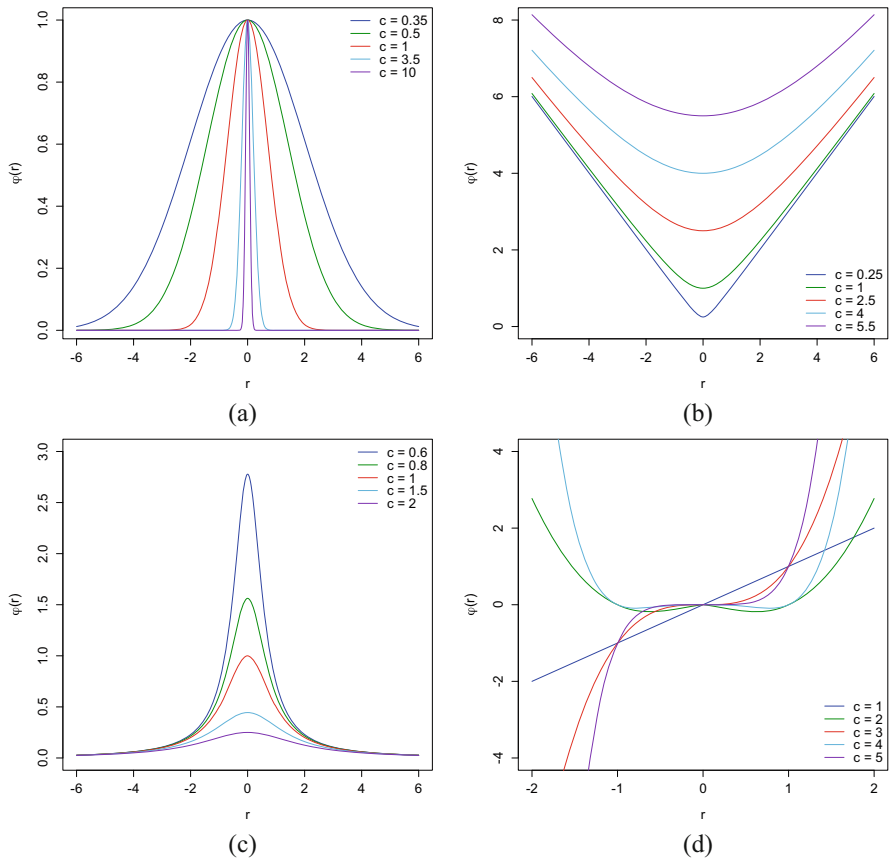 φ(r)
1.0
0.8
0.6
0.4
0.2
0.0
c = 0.35
c = 0.5
c = 1
c = 3.5
c = 10
-6 -4 -2 0 2 4 6
r
(a)
φ(r)
8
6
4
2
0
c = 0.25
c = 1
c = 2.5
c = 4
c = 5.5
-6 -4 -2 0 2 4 6
r
(b)
φ(r)
3.0
2.5
2.0
1.5
1.0
0.5
0.0
c = 0.6
c = 0.8
c = 1
c = 1.5
c = 2
-6 -4 -2 0 2 4 6
r
(c)
φ(r)
4
2
0
-2
-4
c = 1
c = 2
c = 3
c = 4
c = 5
-2 -1 0 1 2
r
(d)